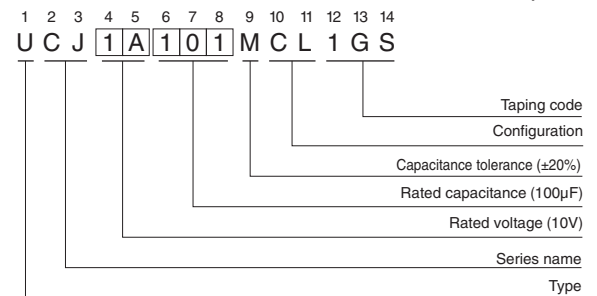 1 2 3 4 5 6 7 8 9 10 11 12 13 14
U C J 1 A 1 0 1 M C L 1 G S
Taping code
Configuration
Capacitance tolerance (±20%)
Rated capacitance (100µF)
Rated voltage (10V)
Series name
Type